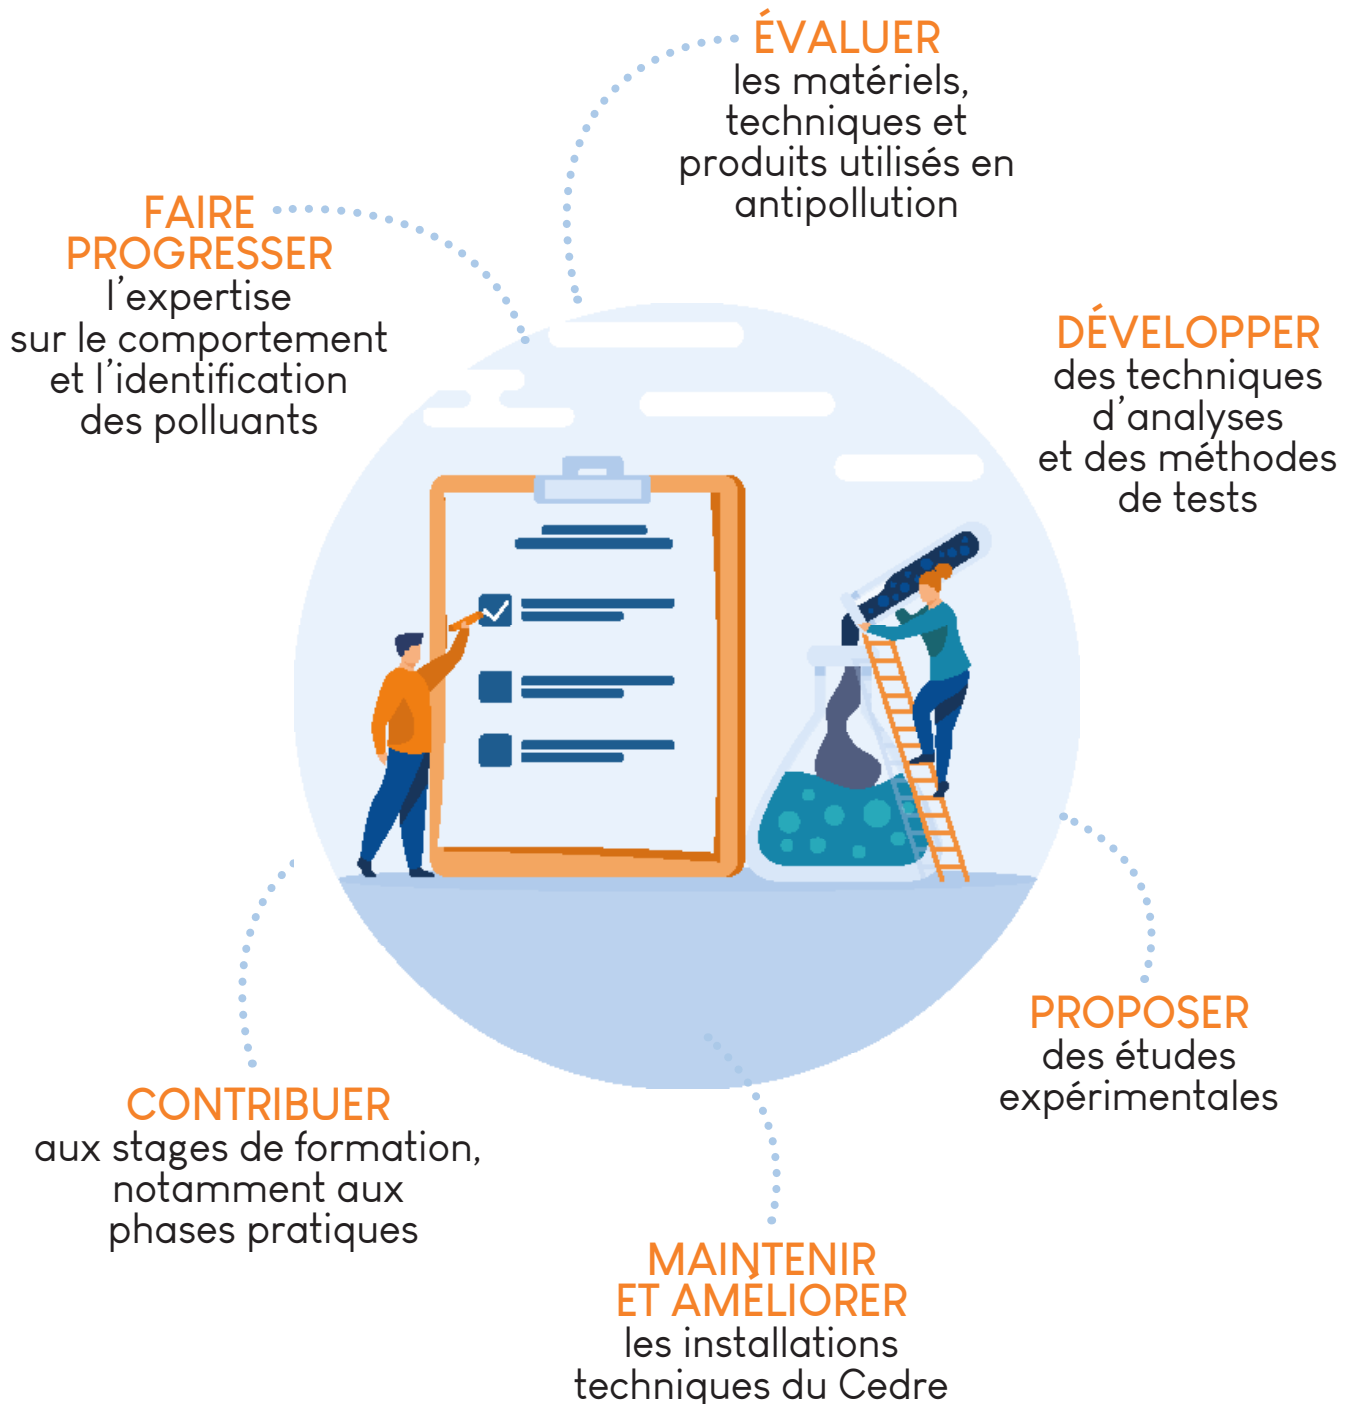 ÉVALUER
les matériels,
techniques et
produits utilisés en
antipollution
FAIRE
PROGRESSER
l'expertise
sur le comportement
et l'identification
des polluants
DÉVELOPPER
des techniques
d'analyses
et des méthodes
de tests
PROPOSER
des études
expérimentales
CONTRIBUER
aux stages de formation,
notamment aux
phases pratiques
MAINTENIR
ET AMÉLIORER
les installations
techniques du Cedre